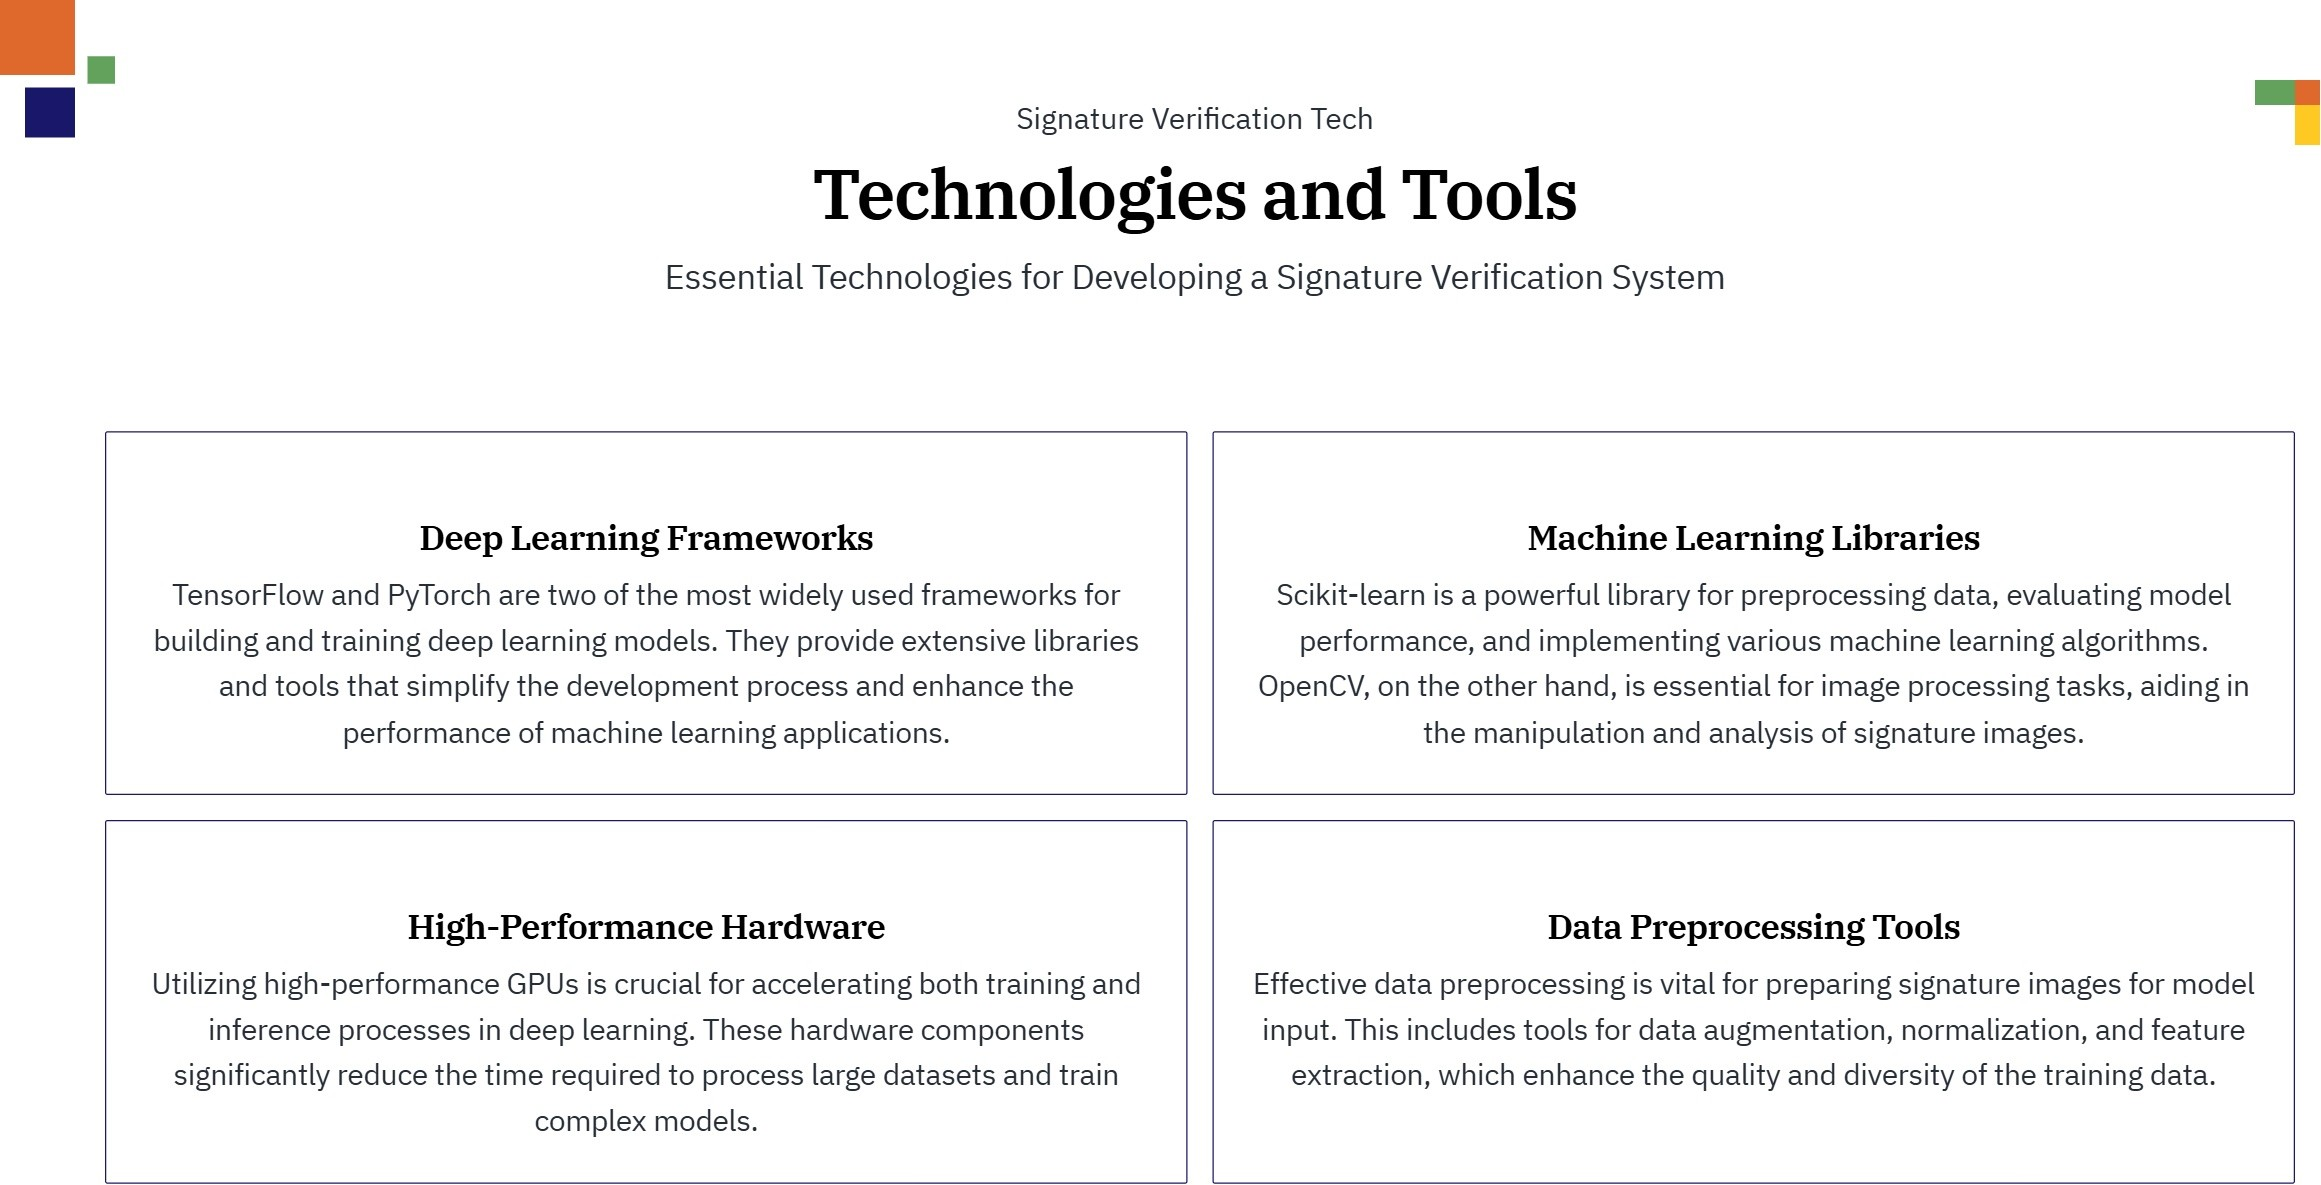 Signature Verification Tech
Technologies and Tools
Essential Technologies for Developing a Signature Verification System
Deep Learning Frameworks
TensorFlow and PyTorch are two of the most widely used frameworks for
building and training deep learning models. They provide extensive libraries
and tools that simplify the development process and enhance the
performance of machine learning applications.
Machine Learning Libraries
Scikit-learn is a powerful library for preprocessing data, evaluating model
performance, and implementing various machine learning algorithms.
OpenCV, on the other hand, is essential for image processing tasks, aiding in
the manipulation and analysis of signature images.
High-Performance Hardware
Utilizing high-performance GPUs is crucial for accelerating both training and
inference processes in deep learning. These hardware components
significantly reduce the time required to process large datasets and train
complex models.
Data Preprocessing Tools
Effective data preprocessing is vital for preparing signature images for model
input. This includes tools for data augmentation, normalization, and feature
extraction, which enhance the quality and diversity of the training data.